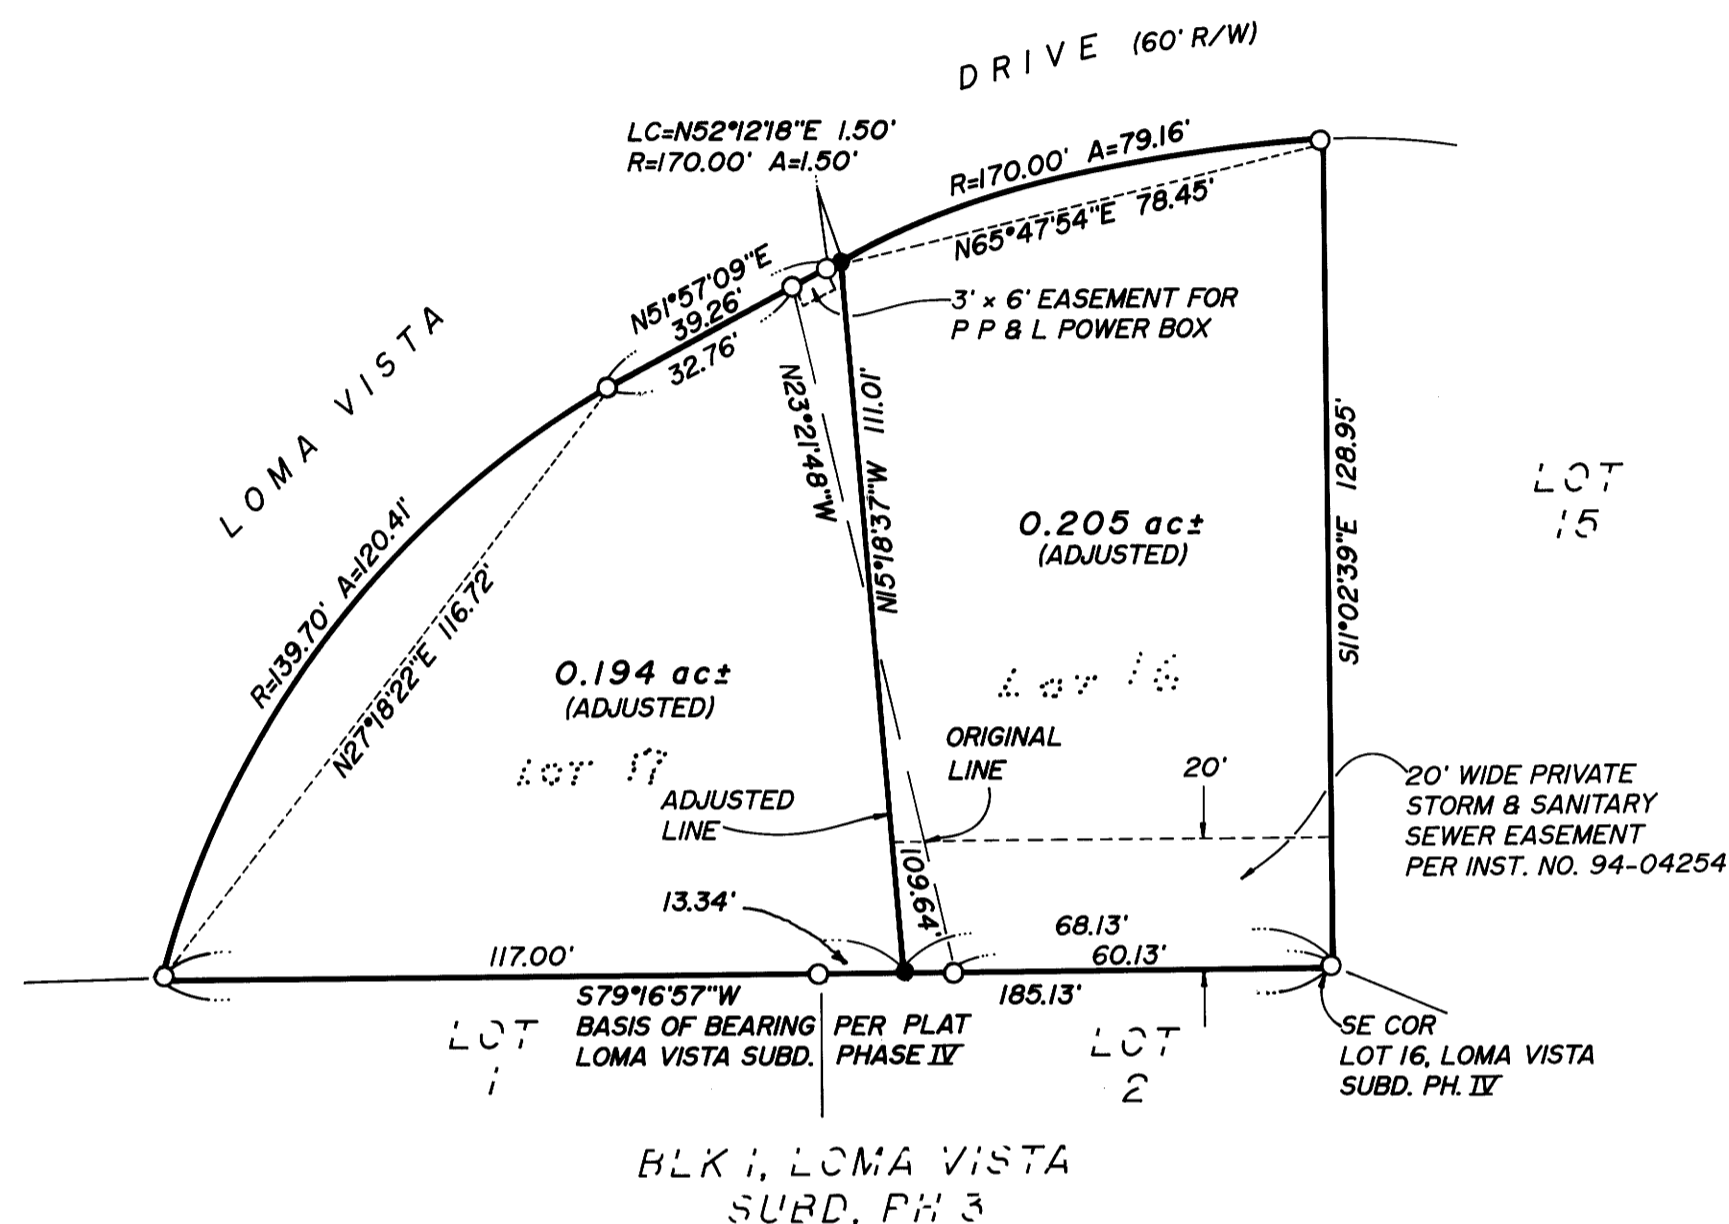 DRIVE (60' R/W)
LC=N52°12'18"E 1.50'
R=170.00' A=1.50'
R=170.00' A=79.16'
N65°47'54"E 78.45'
N51°57'09"E
39.26'
32.76'
3' × 6' EASEMENT FOR
P P & L POWER BOX
LOMA VISTA
N23°21'48"W
N15°18'37"W 111.01'
S11°02'39"E 128.95'
LOT
15
0.205 ac±
(ADJUSTED)
R=139.70' A=120.41'
N27°18'22"E 116.72'
0.194 ac±
(ADJUSTED)
Lot 16
Lot 17
ORIGINAL
LINE
20'
ADJUSTED
LINE
20' WIDE PRIVATE
STORM & SANITARY
SEWER EASEMENT
PER INST. NO. 94-04254
109.64'
13.34'
68.13'
117.00'
60.13'
S79°16'57"W
185.13'
BASIS OF BEARING PER PLAT
LOMA VISTA SUBD. PHASE IV
LOT
1
LOT
2
SE COR
LOT 16, LOMA VISTA
SUBD. PH. IV
BLK 1, LOMA VISTA
SUBD. PH 3